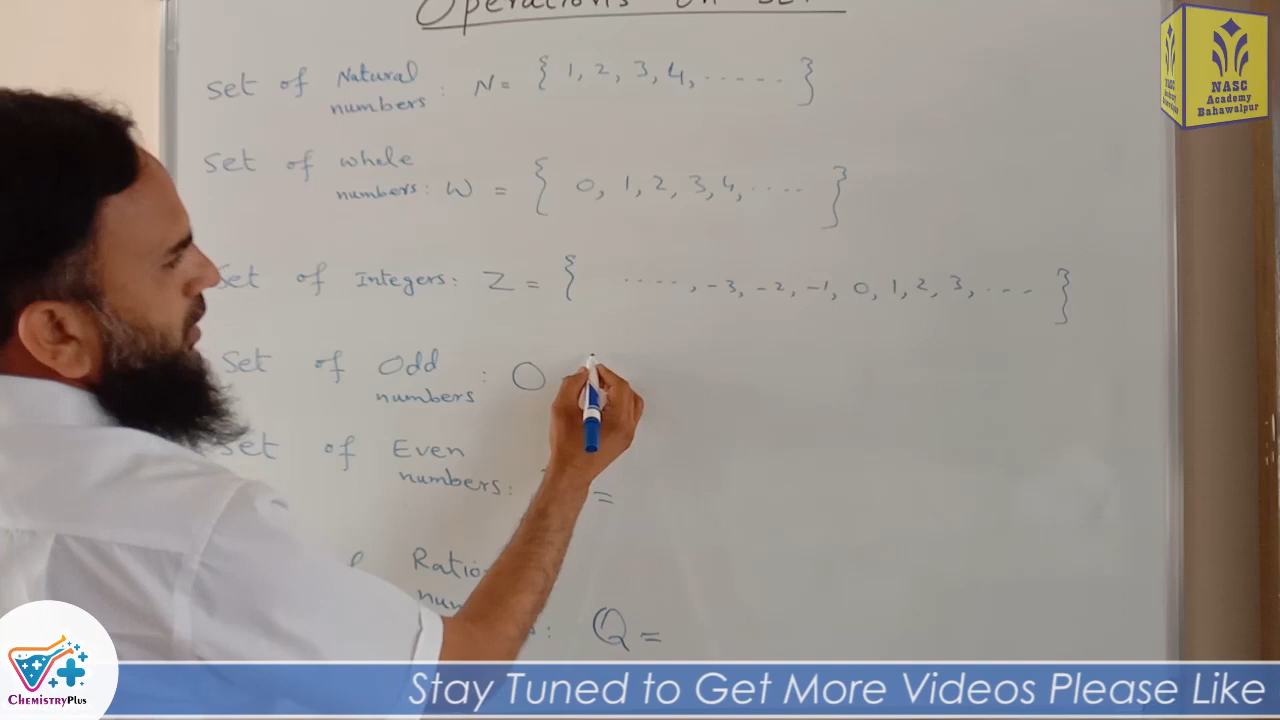 Operations on Set
Set of Natural
numbers : N = { 1, 2, 3, 4, ...... }
Set of whole
numbers: W = { 0, 1, 2, 3, 4, .... }
Set of Integers: Z = { ...., -3, -2, -1, 0, 1, 2, 3, .... }
Set of Odd
numbers : O
Set of Even
numbers: =
Q =
NASC
Academy
Bahawalpur
ChemistryPlus
Stay Tuned to Get More Videos Please Like